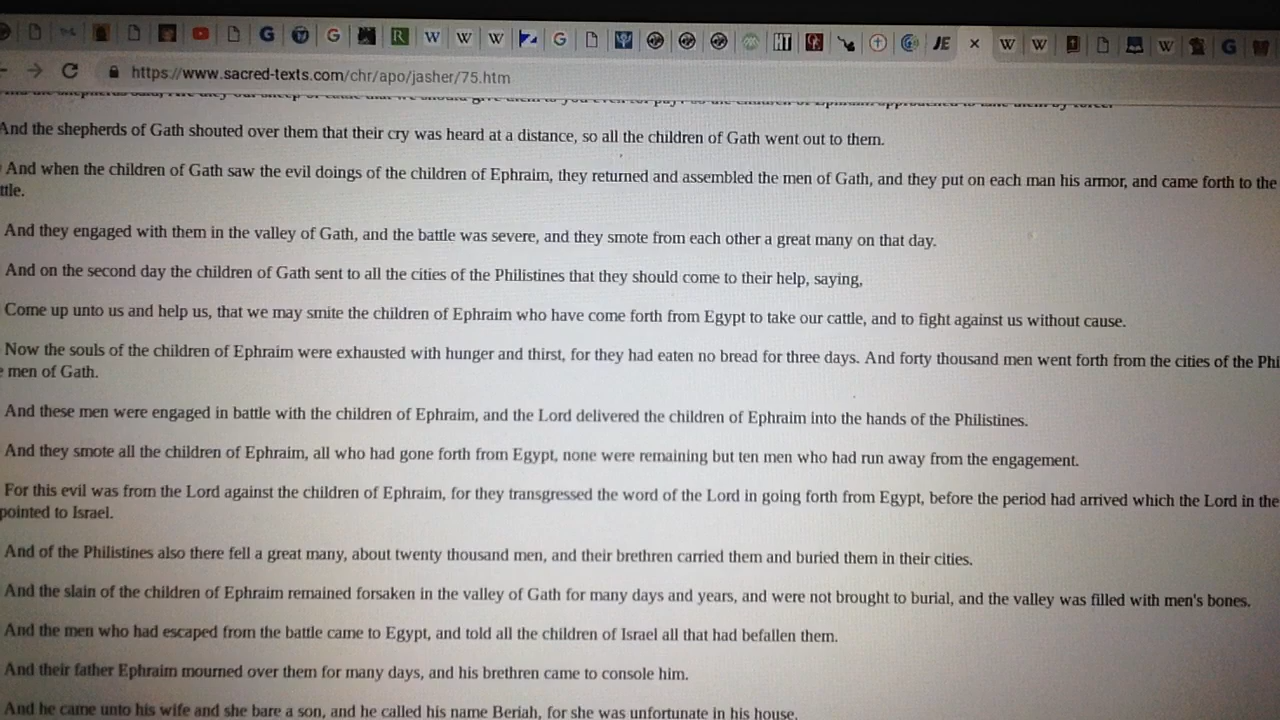 G G R W W W G HT JE × W W W G
https://www.sacred-texts.com/chr/apo/jasher/75.htm
And the shepherds of Gath shouted over them that their cry was heard at a distance, so all the children of Gath went out to them.
And when the children of Gath saw the evil doings of the children of Ephraim, they returned and assembled the men of Gath, and they put on each man his armor, and came forth to the
ttle.
And they engaged with them in the valley of Gath, and the battle was severe, and they smote from each other a great many on that day.
And on the second day the children of Gath sent to all the cities of the Philistines that they should come to their help, saying,
Come up unto us and help us, that we may smite the children of Ephraim who have come forth from Egypt to take our cattle, and to fight against us without cause.
Now the souls of the children of Ephraim were exhausted with hunger and thirst, for they had eaten no bread for three days. And forty thousand men went forth from the cities of the Phi
e men of Gath.
And these men were engaged in battle with the children of Ephraim, and the Lord delivered the children of Ephraim into the hands of the Philistines.
And they smote all the children of Ephraim, all who had gone forth from Egypt, none were remaining but ten men who had run away from the engagement.
For this evil was from the Lord against the children of Ephraim, for they transgressed the word of the Lord in going forth from Egypt, before the period had arrived which the Lord in the
pointed to Israel.
And of the Philistines also there fell a great many, about twenty thousand men, and their brethren carried them and buried them in their cities.
And the slain of the children of Ephraim remained forsaken in the valley of Gath for many days and years, and were not brought to burial, and the valley was filled with men's bones.
And the men who had escaped from the battle came to Egypt, and told all the children of Israel all that had befallen them.
And their father Ephraim mourned over them for many days, and his brethren came to console him.
And he came unto his wife and she bare a son, and he called his name Beriah, for she was unfortunate in his house.